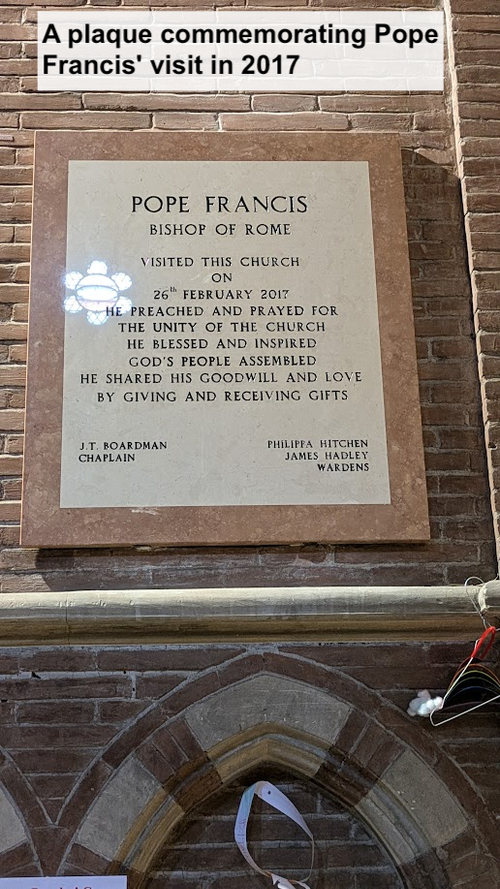 A plaque commemorating Pope
Francis' visit in 2017
POPE FRANCIS
BISHOP OF ROME
VISITED THIS CHURCH
ON
26th FEBRUARY 2017
HE PREACHED AND PRAYED FOR
THE UNITY OF THE CHURCH
HE BLESSED AND INSPIRED
GOD'S PEOPLE ASSEMBLED
HE SHARED HIS GOODWILL AND LOVE
BY GIVING AND RECEIVING GIFTS
J.T. BOARDMAN
CHAPLAIN
PHILIPPA HITCHEN
JAMES HADLEY
WARDENS